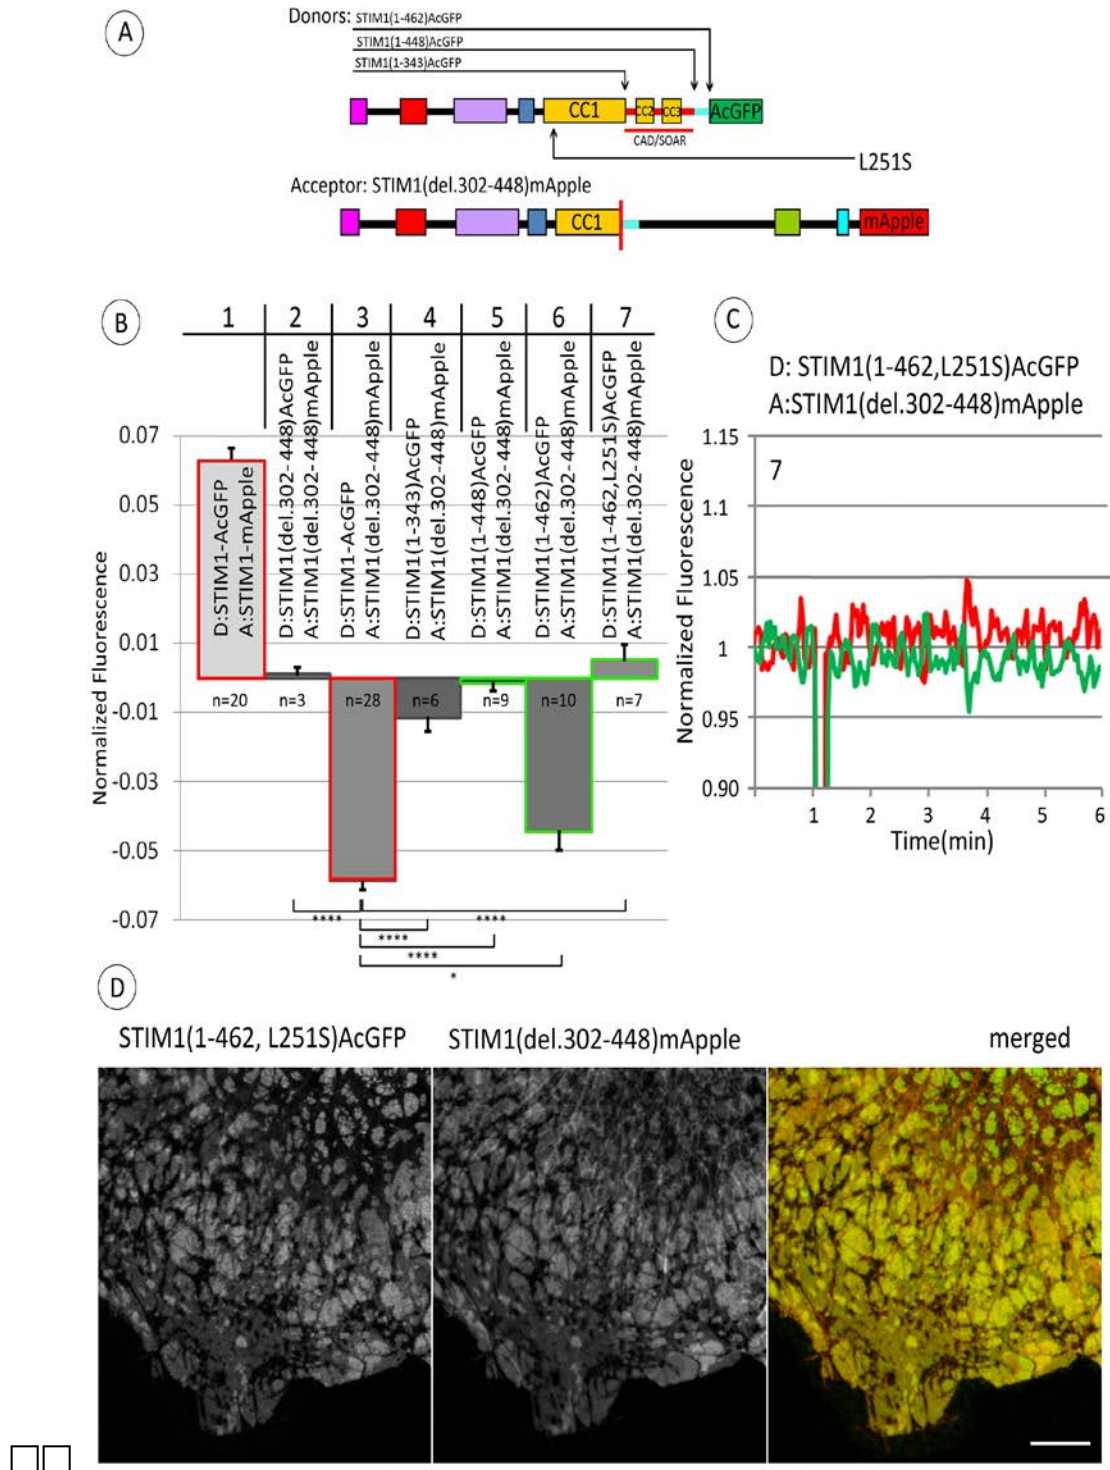 A
Donors: STIM1(1-462)AcGFP
STIM1(1-448)AcGFP
STIM1(1-343)AcGFP
CC1
CC2
CC3
AcGFP
CAD/SOAR
L251S
Acceptor: STIM1(del.302-448)mApple
CC1
mApple
B
1 2 3 4 5 6 7
D:STIM1-AcGFP
A:STIM1-mApple
D:STIM1(del.302-448)AcGFP
A:STIM1(del.302-448)mApple
D:STIM1-AcGFP
A:STIM1(del.302-448)mApple
D:STIM1(1-343)AcGFP
A:STIM1(del.302-448)mApple
D:STIM1(1-448)AcGFP
A:STIM1(del.302-448)mApple
D:STIM1(1-462)AcGFP
A:STIM1(del.302-448)mApple
D:STIM1(1-462,L251S)AcGFP
A:STIM1(del.302-448)mApple
Normalized Fluorescence
0.07
0.05
0.03
0.01
-0.01
-0.03
-0.05
-0.07
n=20 n=3 n=28 n=6 n=9 n=10 n=7
**** ****
****
****
*
C
D: STIM1(1-462,L251S)AcGFP
A:STIM1(del.302-448)mApple
7
Normalized Fluorescence
1.15
1.1
1.05
1
0.95
0.90
1 2 3 4 5 6
Time(min)
D
STIM1(1-462, L251S)AcGFP STIM1(del.302-448)mApple merged